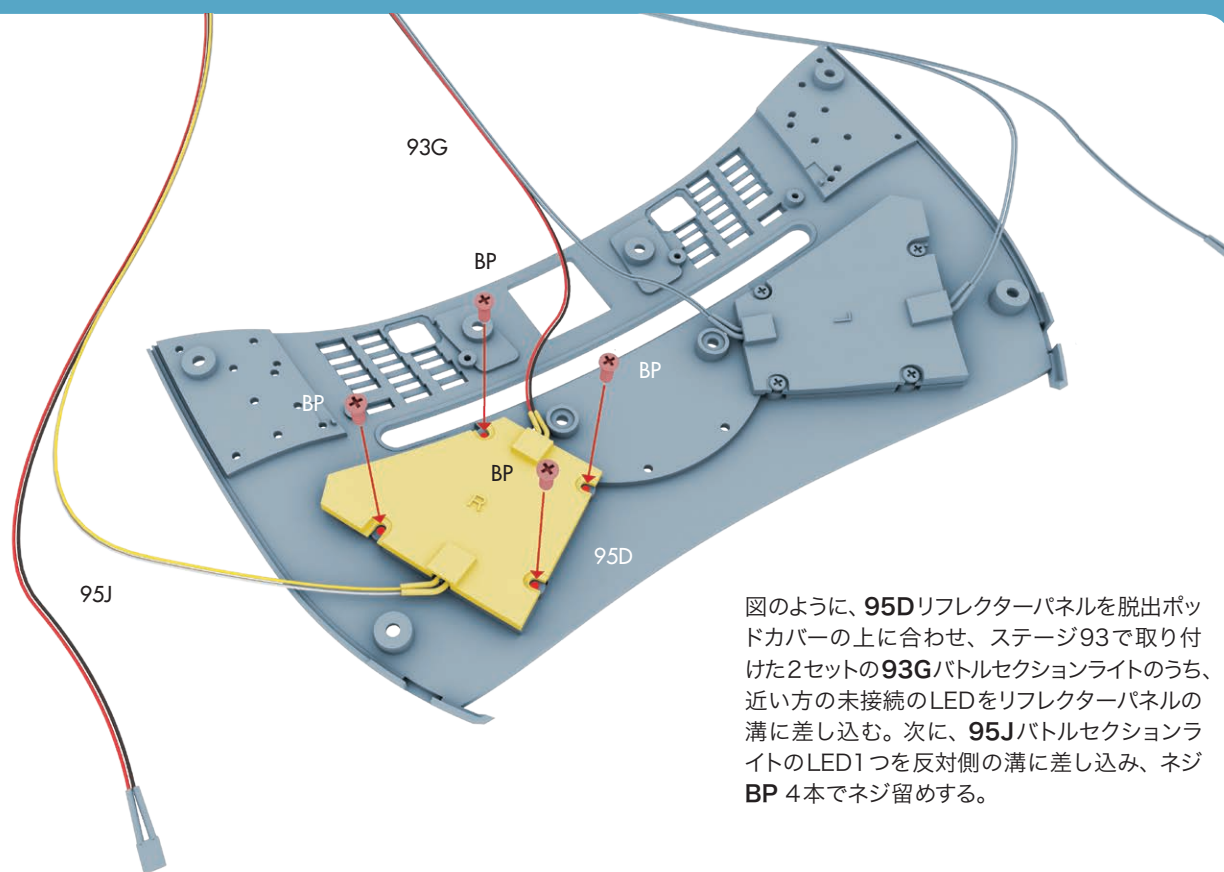 93G
BP
BP
BP
BP
L
R
95D
95J
図のように、95Dリフレクターパネルを脱出ポッ
ドカバーの上に合わせ、ステージ93で取り付
けた2セットの93Gバトルセクションライトのうち、
近い方の未接続のLEDをリフレクターパネルの
溝に差し込む。次に、95Jバトルセクションラ
イトのLED1つを反対側の溝に差し込み、ネジ
BP 4本でネジ留めする。